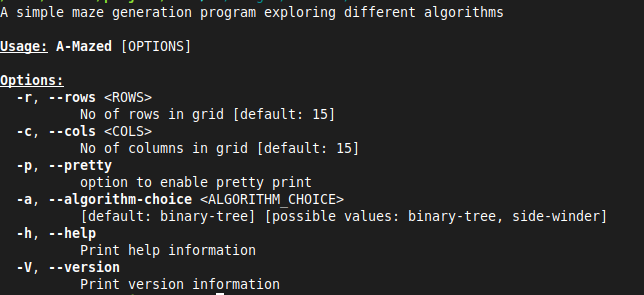 A simple maze generation program exploring different algorithms
Usage: A-Mazed [OPTIONS]
Options:
-r, --rows <ROWS>
No of rows in grid [default: 15]
-c, --cols <COLS>
No of columns in grid [default: 15]
-p, --pretty
option to enable pretty print
-a, --algorithm-choice <ALGORITHM_CHOICE>
[default: binary-tree] [possible values: binary-tree, side-winder]
-h, --help
Print help information
-V, --version
Print version information